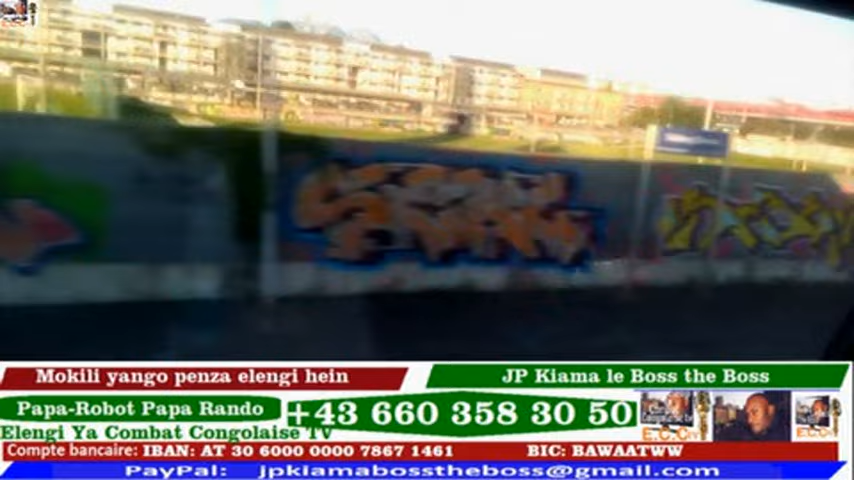 Mokili yango penza elengi hein
JP Kiama le Boss the Boss
Papa-Robot Papa Rando
+43 660 358 30 50
Elengi Ya Combat Congolaise TV
Compte bancaire: IBAN: AT 30 6000 0000 7867 1461
BIC: BAWAATWW
PayPal: jpkiamabosstheboss@gmail.com